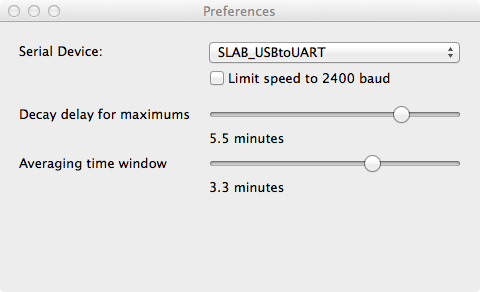 Preferences
Serial Device:
SLAB_USBtoUART
Limit speed to 2400 baud
Decay delay for maximums
5.5 minutes
Averaging time window
3.3 minutes